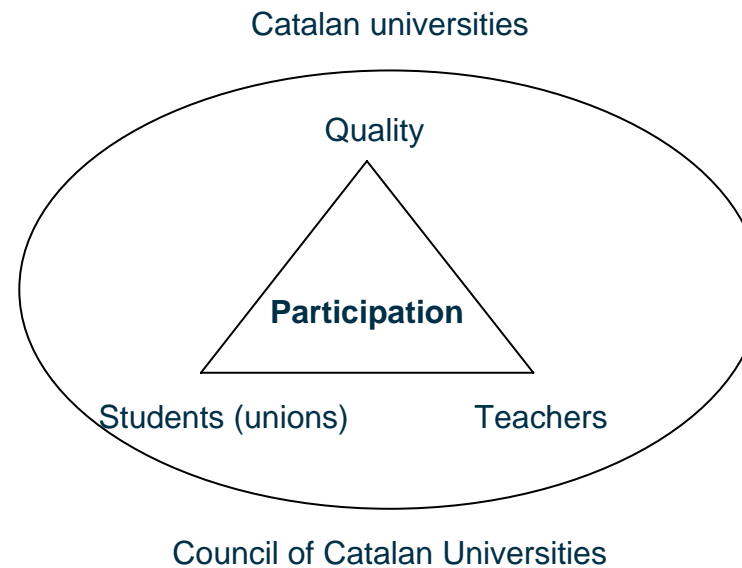 Catalan universities
Quality
Participation
Students (unions) Teachers
Council of Catalan Universities